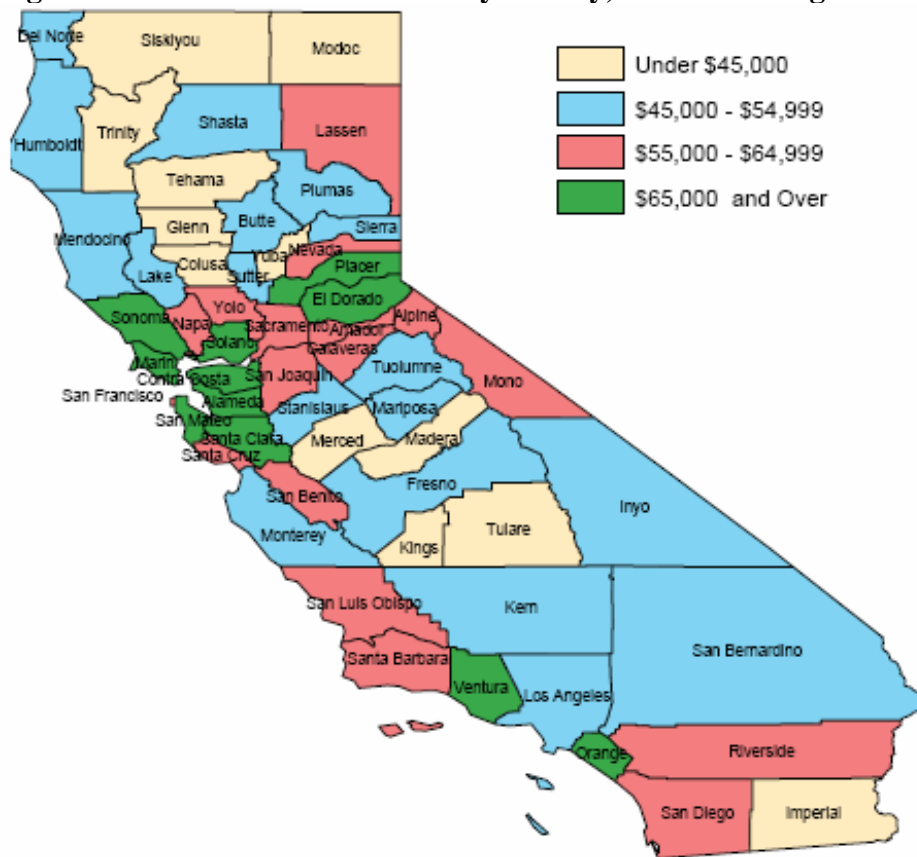 Del Norte
Siskiyou
Modoc
Under $45,000
$45,000 - $54,999
$55,000 - $64,999
$65,000 and Over
Humboldt
Trinity
Shasta
Lassen
Tehama
Plumas
Glenn
Butte
Sierra
Mendocino
Colusa
Yuba
Nevada
Lake
Sutter
Placer
El Dorado
Sonoma
Napa
Yolo
Sacramento
Amador
Alpine
Solano
Calaveras
Marin
Contra Costa
San Joaquin
Tuolumne
Mono
San Francisco
Alameda
Stanislaus
Mariposa
San Mateo
Santa Clara
Merced
Madera
Santa Cruz
San Benito
Fresno
Inyo
Monterey
Kings
Tulare
San Luis Obispo
Kern
Santa Barbara
San Bernardino
Ventura
Los Angeles
Orange
Riverside
San Diego
Imperial